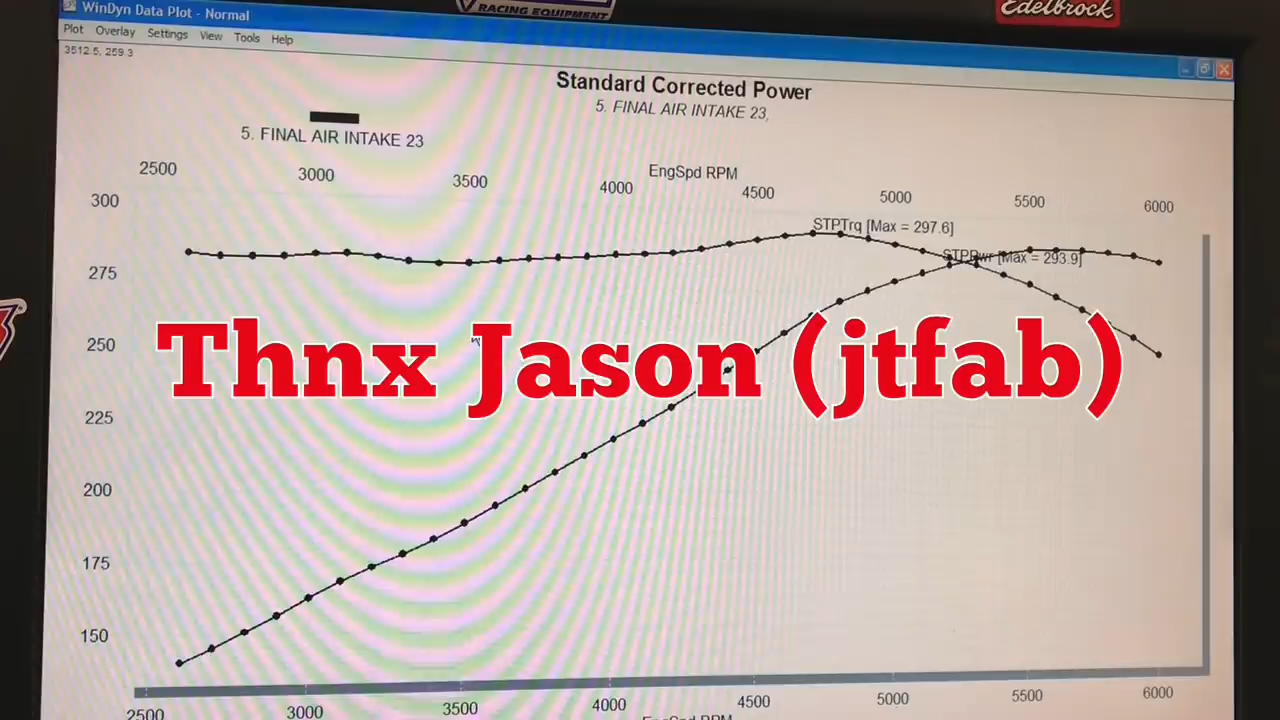 RACING EQUIPMENT
Edelbrock
WinDyn Data Plot - Normal
Plot Overlay Settings View Tools Help
3512.5, 259.3
Standard Corrected Power
5. FINAL AIR INTAKE 23,
5. FINAL AIR INTAKE 23
EngSpd RPM
2500 3000 3500 4000 4500 5000 5500 6000
300
STPTrq [Max = 297.6]
STPPwr [Max = 293.9]
275
250
Thnx Jason (jtfab)
225
200
175
150
2500 3000 3500 4000 4500 5000 5500 6000
EngSpd RPM